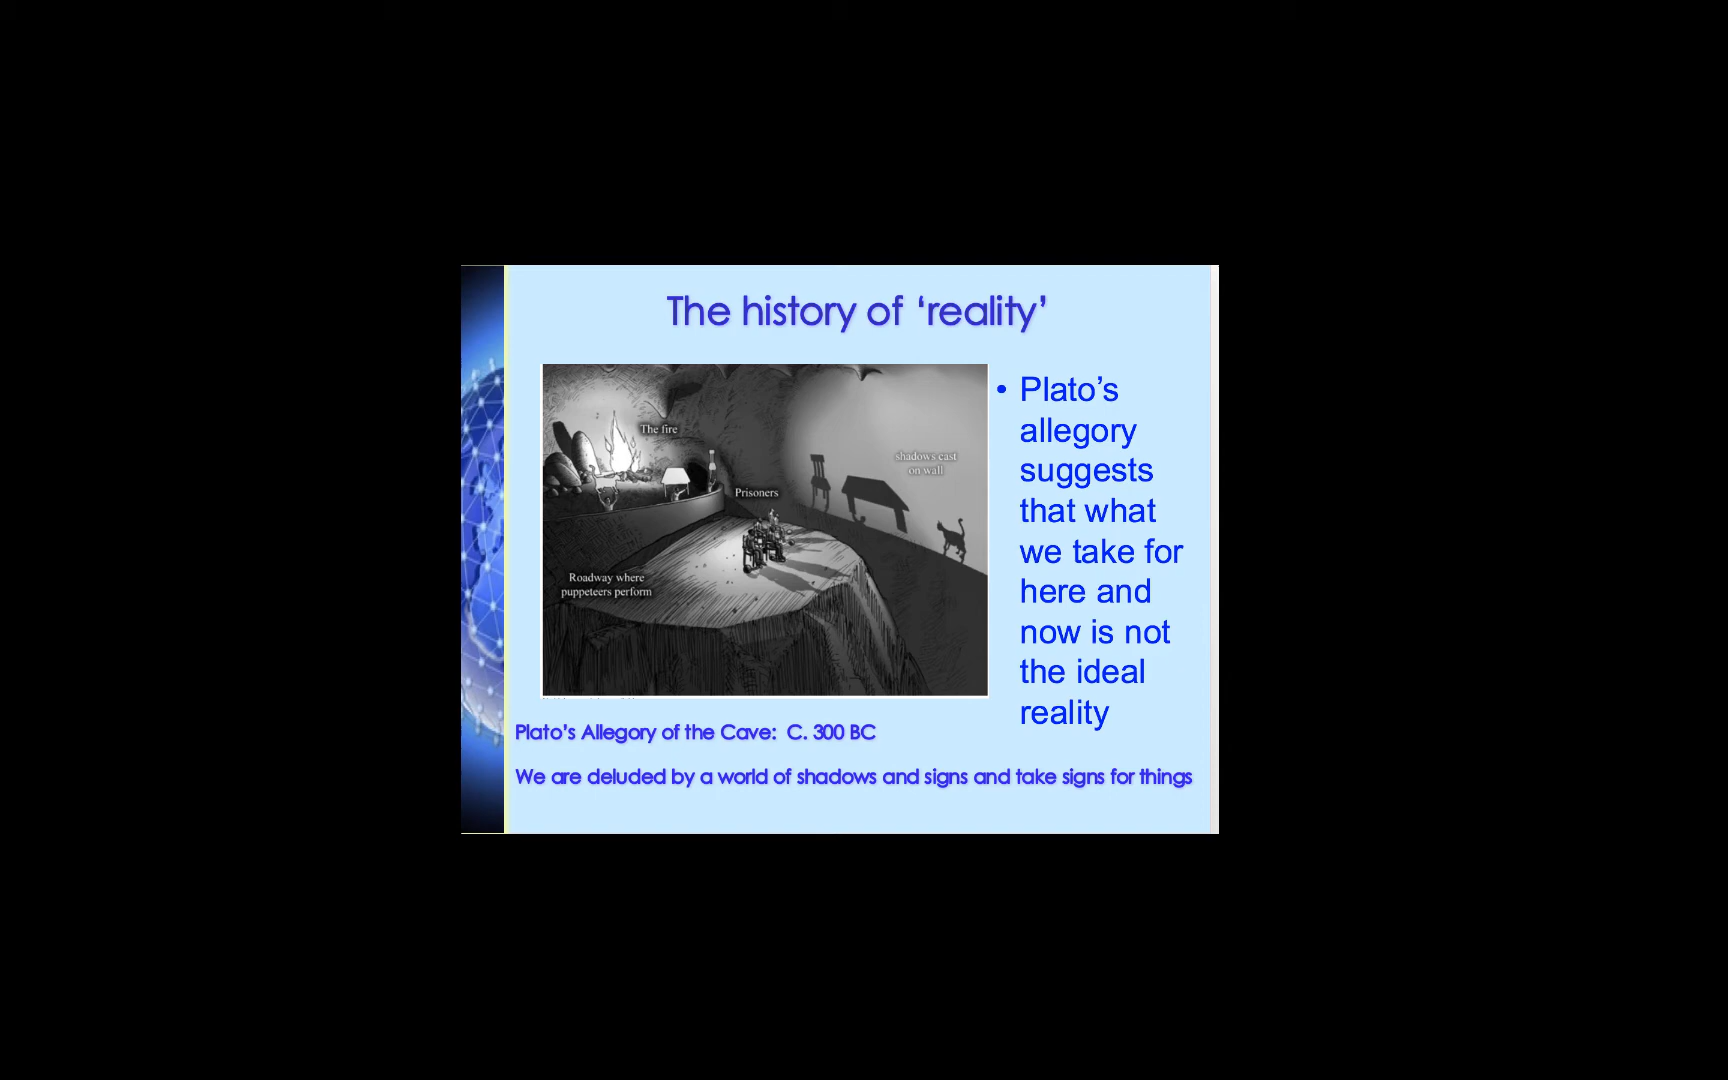 The history of ‘reality’
The fire
shadows cast
on wall
Prisoners
Roadway where
puppeteers perform
• Plato’s
allegory
suggests
that what
we take for
here and
now is not
the ideal
reality
Plato’s Allegory of the Cave:  C. 300 BC
We are deluded by a world of shadows and signs and take signs for things